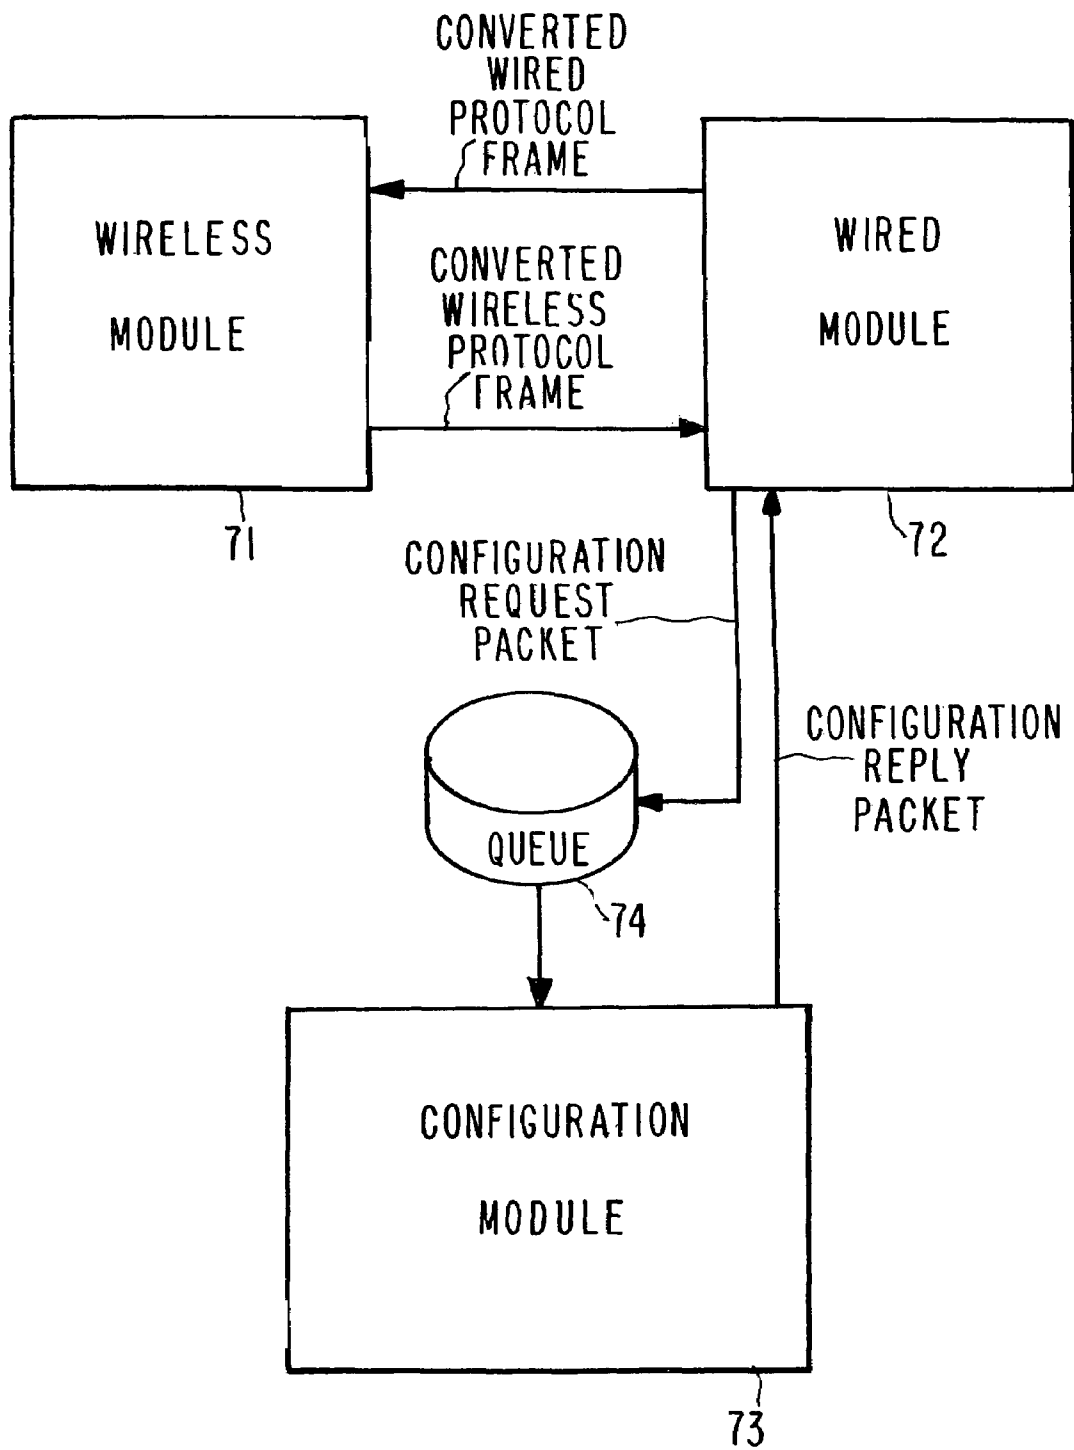 CONVERTED
WIRED
PROTOCOL
FRAME
WIRELESS
MODULE
WIRED
MODULE
CONVERTED
WIRELESS
PROTOCOL
FRAME
71
72
CONFIGURATION
REQUEST
PACKET
CONFIGURATION
REPLY
PACKET
QUEUE
74
CONFIGURATION
MODULE
73